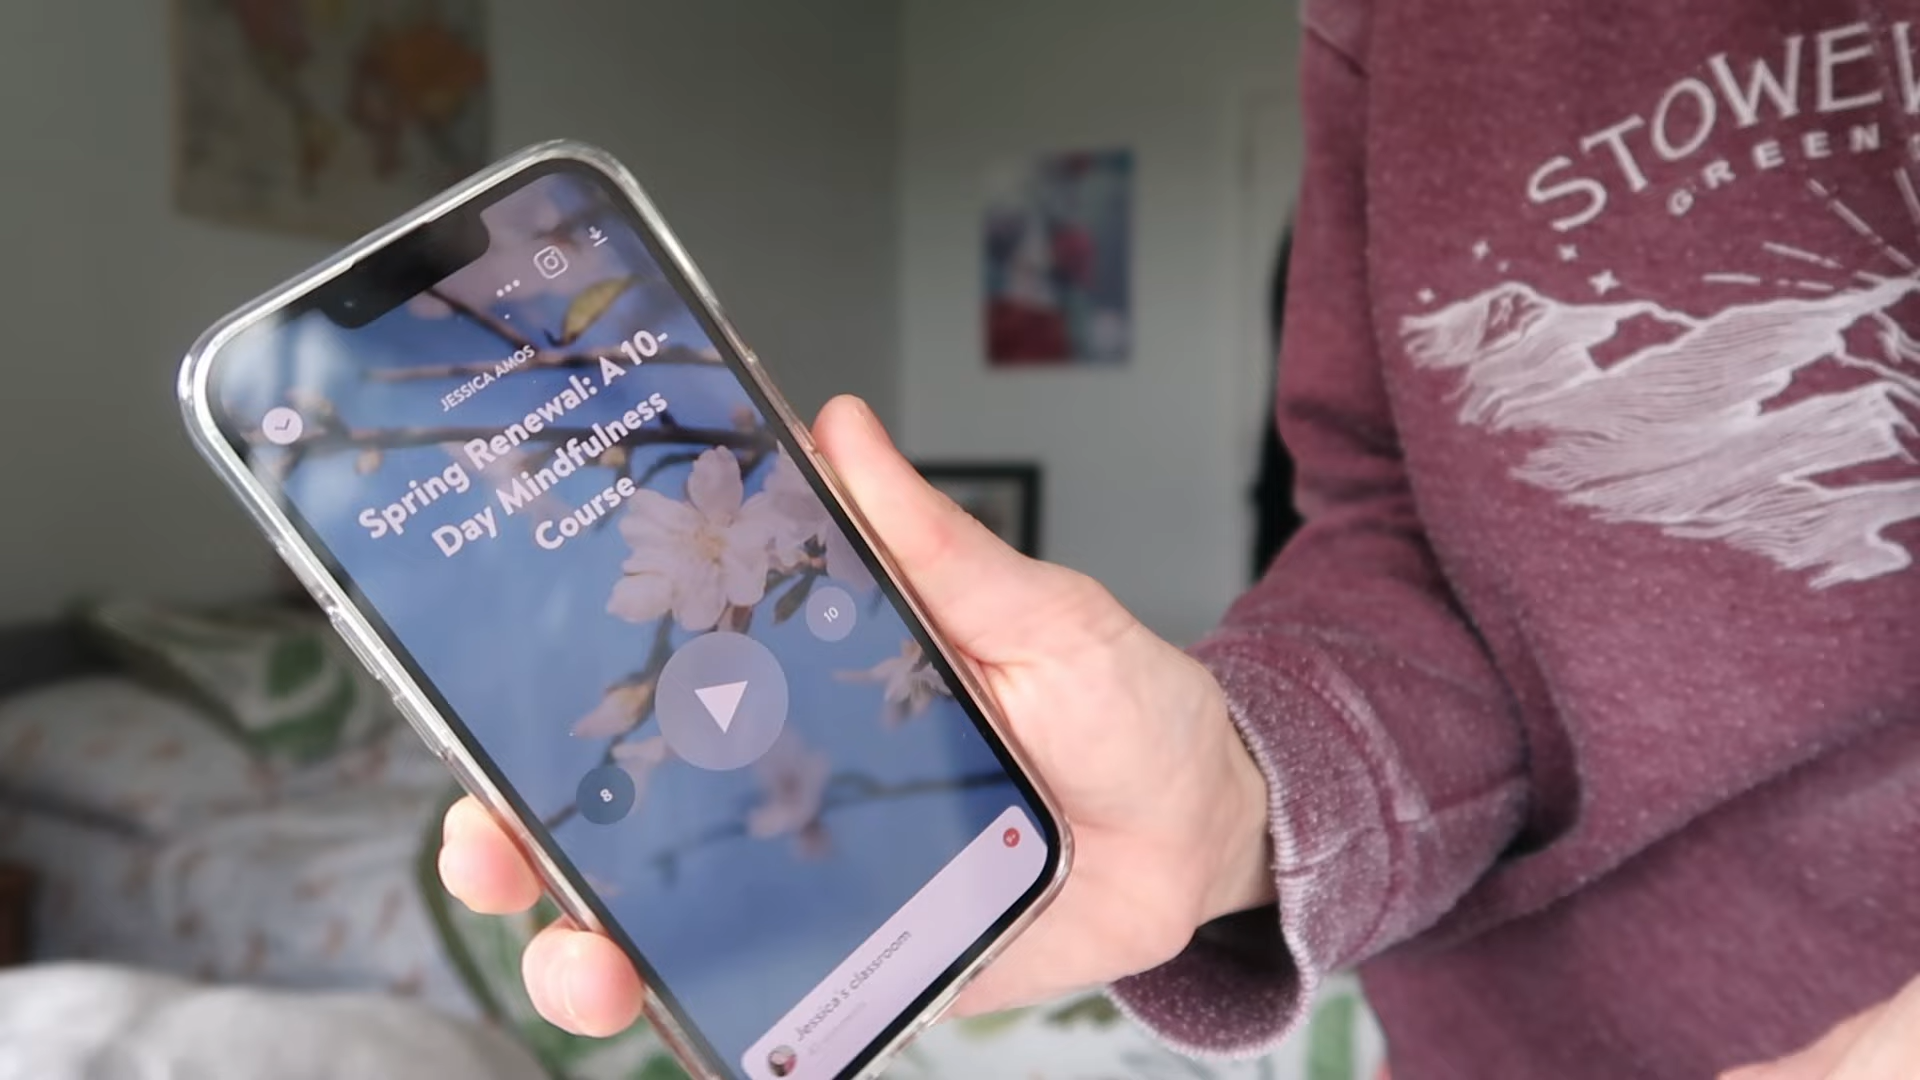 JESSICA AMOS
Spring Renewal: A 10-
Day Mindfulness
Course
10
8
Jessica's classroom
STOWE
GREEN